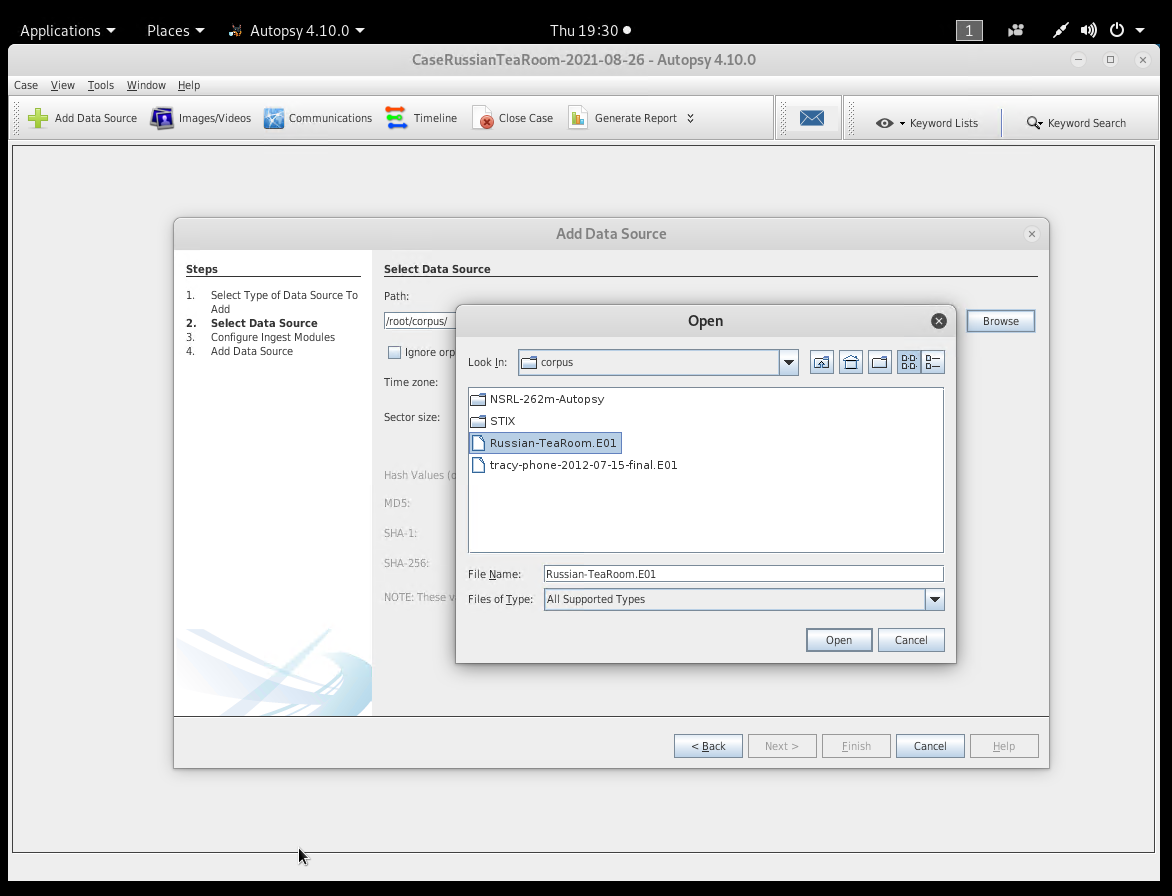 Applications Places Autopsy 4.10.0 Thu 19:30 1
CaseRussianTeaRoom-2021-08-26 - Autopsy 4.10.0
Case View Tools Window Help
Add Data Source Images/Videos Communications Timeline Close Case Generate Report Keyword Lists Keyword Search
Add Data Source
Steps
1. Select Type of Data Source To
Add
2. Select Data Source
3. Configure Ingest Modules
4. Add Data Source
Select Data Source
Path:
/root/corpus/
Browse
Ignore orp
Time zone:
Sector size:
Hash Values (o
MD5:
SHA-1:
SHA-256:
NOTE: These v
Open
Look In: corpus
NSRL-262m-Autopsy
STIX
Russian-TeaRoom.E01
tracy-phone-2012-07-15-final.E01
File Name: Russian-TeaRoom.E01
Files of Type: All Supported Types
Open Cancel
< Back Next > Finish Cancel Help